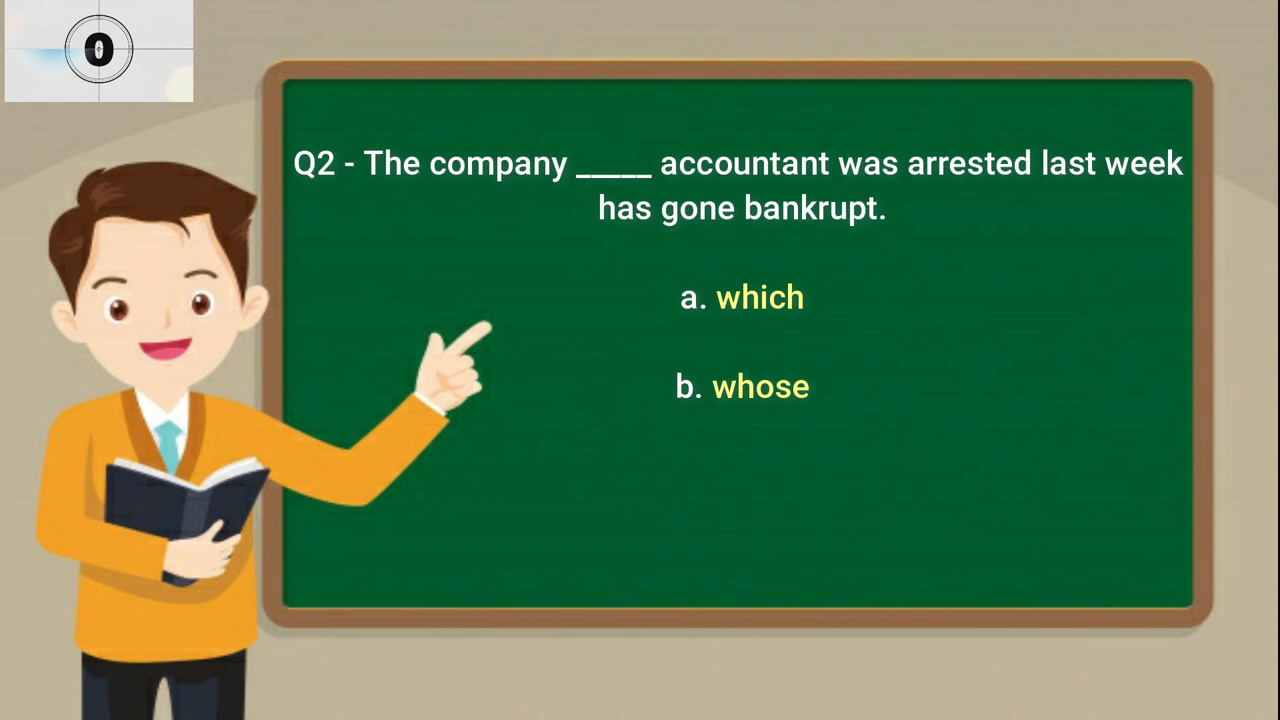 0
Q2 - The company _____ accountant was arrested last week
has gone bankrupt.
a. which
b. whose